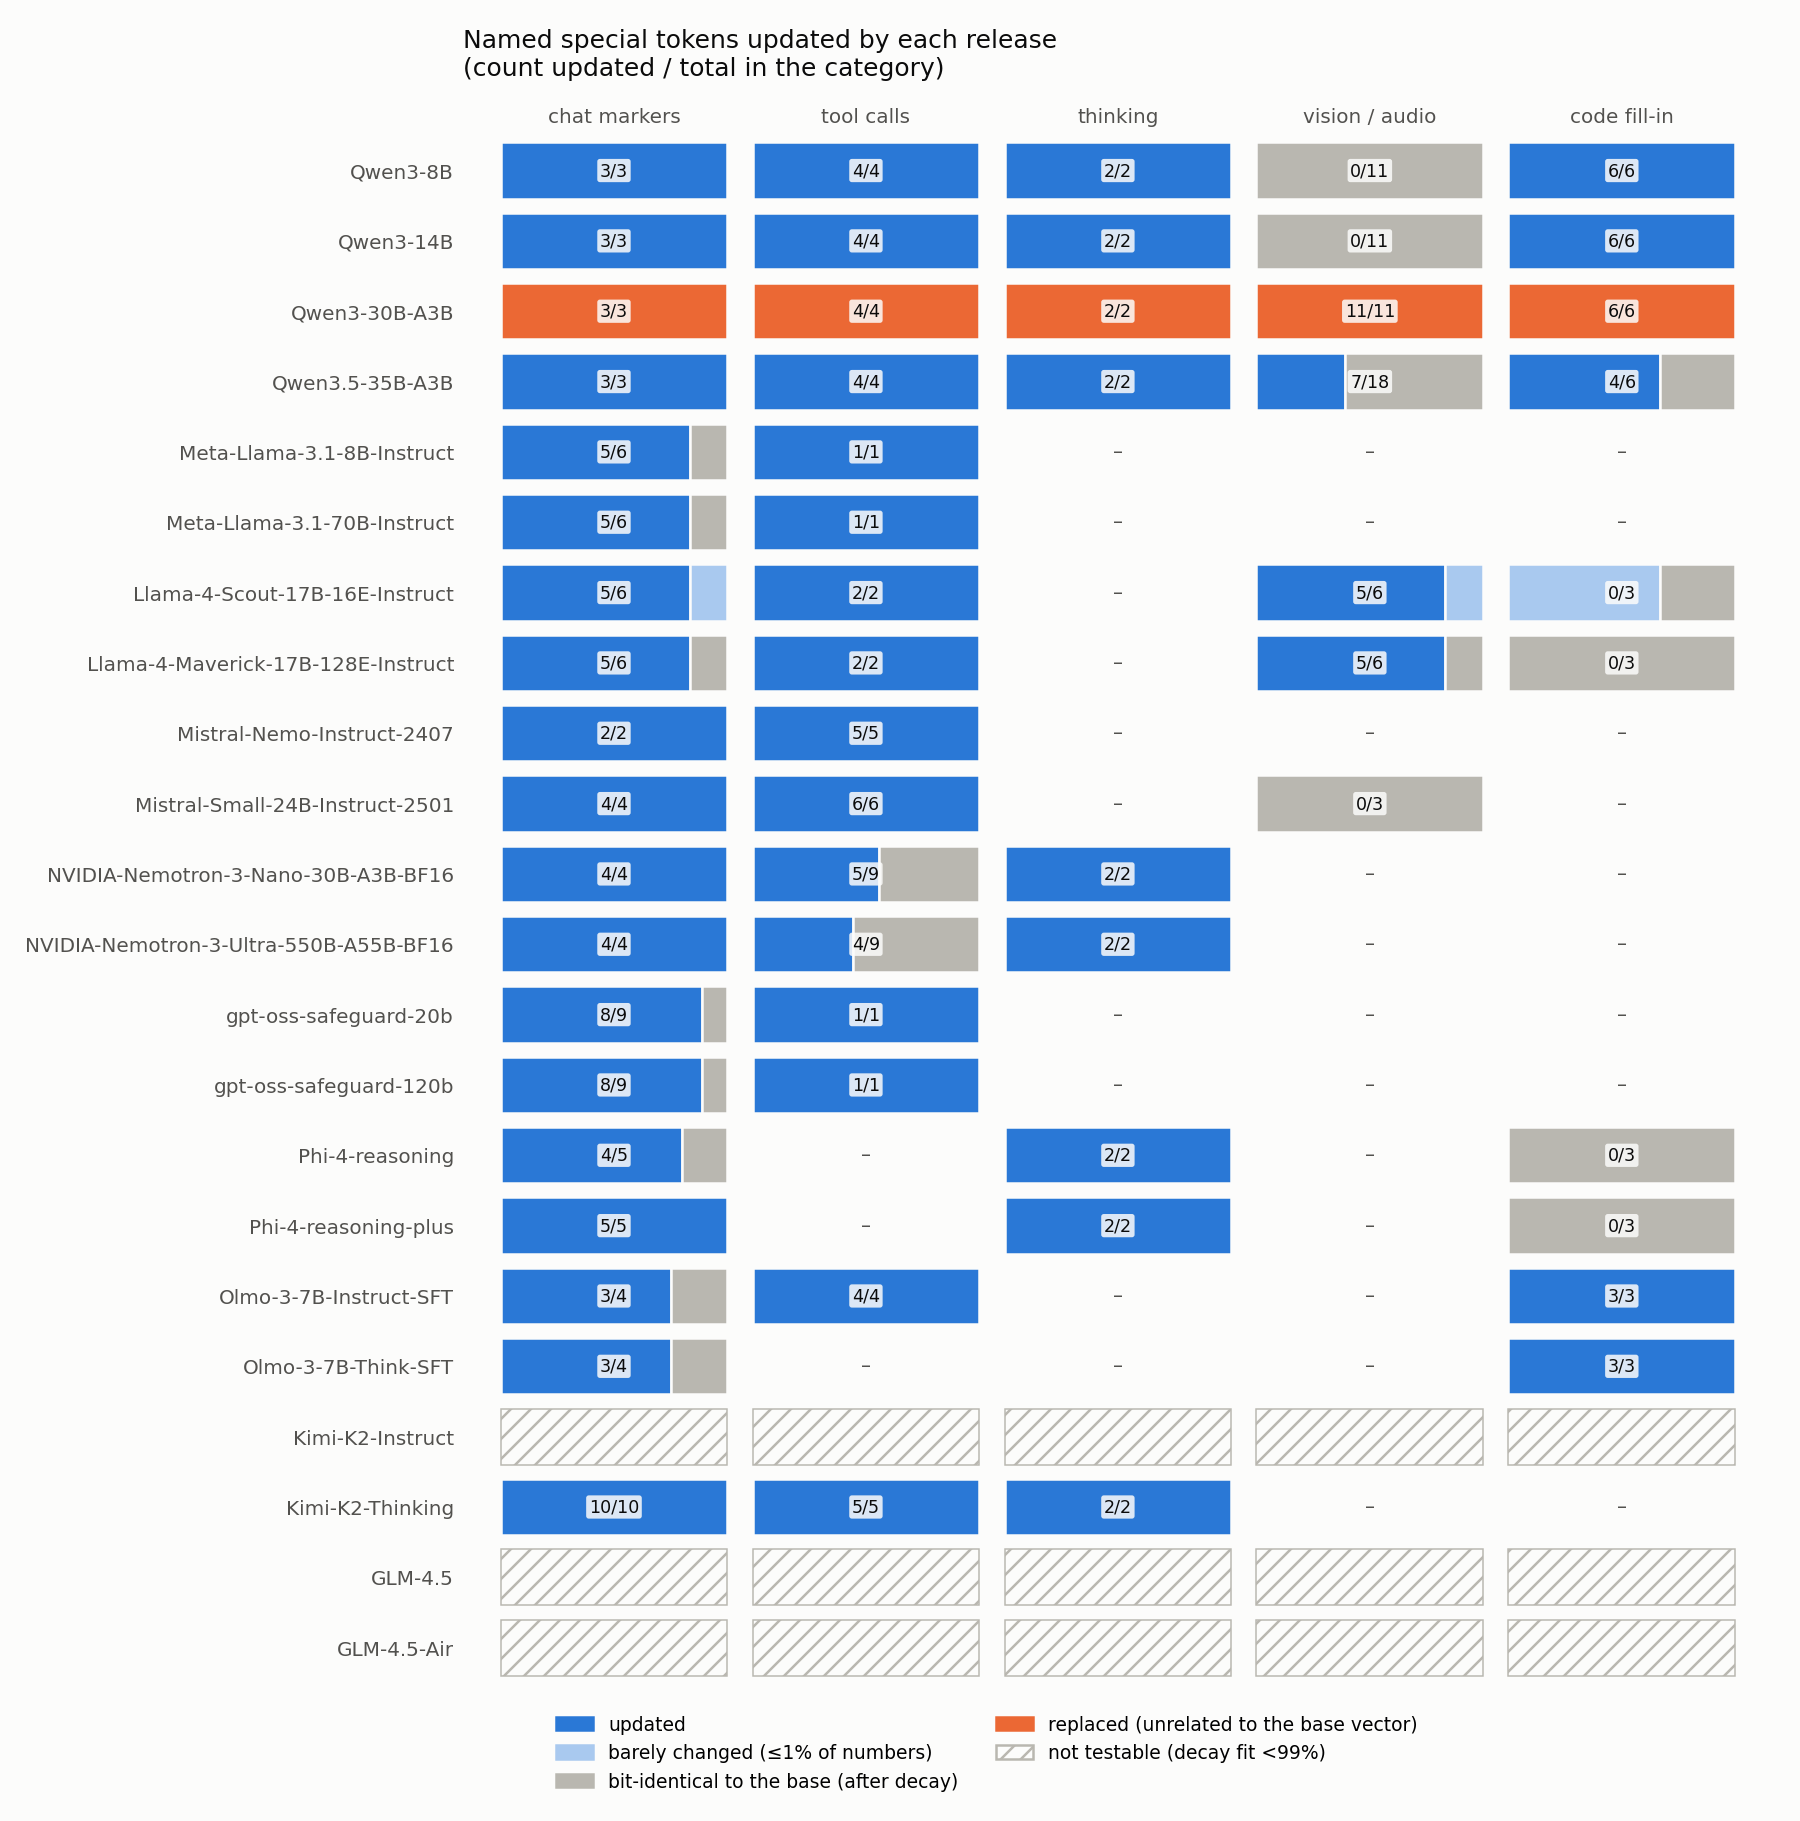 Named special tokens updated by each release
(count updated / total in the category)
chat markers tool calls thinking vision / audio code fill-in
Qwen3-8B 3/3 4/4 2/2 0/11 6/6
Qwen3-14B 3/3 4/4 2/2 0/11 6/6
Qwen3-30B-A3B 3/3 4/4 2/2 11/11 6/6
Qwen3.5-35B-A3B 3/3 4/4 2/2 7/18 4/6
Meta-Llama-3.1-8B-Instruct 5/6 1/1 – – –
Meta-Llama-3.1-70B-Instruct 5/6 1/1 – – –
Llama-4-Scout-17B-16E-Instruct 5/6 2/2 – 5/6 0/3
Llama-4-Maverick-17B-128E-Instruct 5/6 2/2 – 5/6 0/3
Mistral-Nemo-Instruct-2407 2/2 5/5 – – –
Mistral-Small-24B-Instruct-2501 4/4 6/6 – 0/3 –
NVIDIA-Nemotron-3-Nano-30B-A3B-BF16 4/4 5/9 2/2 – –
NVIDIA-Nemotron-3-Ultra-550B-A55B-BF16 4/4 4/9 2/2 – –
gpt-oss-safeguard-20b 8/9 1/1 – – –
gpt-oss-safeguard-120b 8/9 1/1 – – –
Phi-4-reasoning 4/5 – 2/2 – 0/3
Phi-4-reasoning-plus 5/5 – 2/2 – 0/3
Olmo-3-7B-Instruct-SFT 3/4 4/4 – – 3/3
Olmo-3-7B-Think-SFT 3/4 – – – 3/3
Kimi-K2-Instruct
Kimi-K2-Thinking 10/10 5/5 2/2 – –
GLM-4.5
GLM-4.5-Air
updated
barely changed (≤1% of numbers)
bit-identical to the base (after decay)
replaced (unrelated to the base vector)
not testable (decay fit <99%)